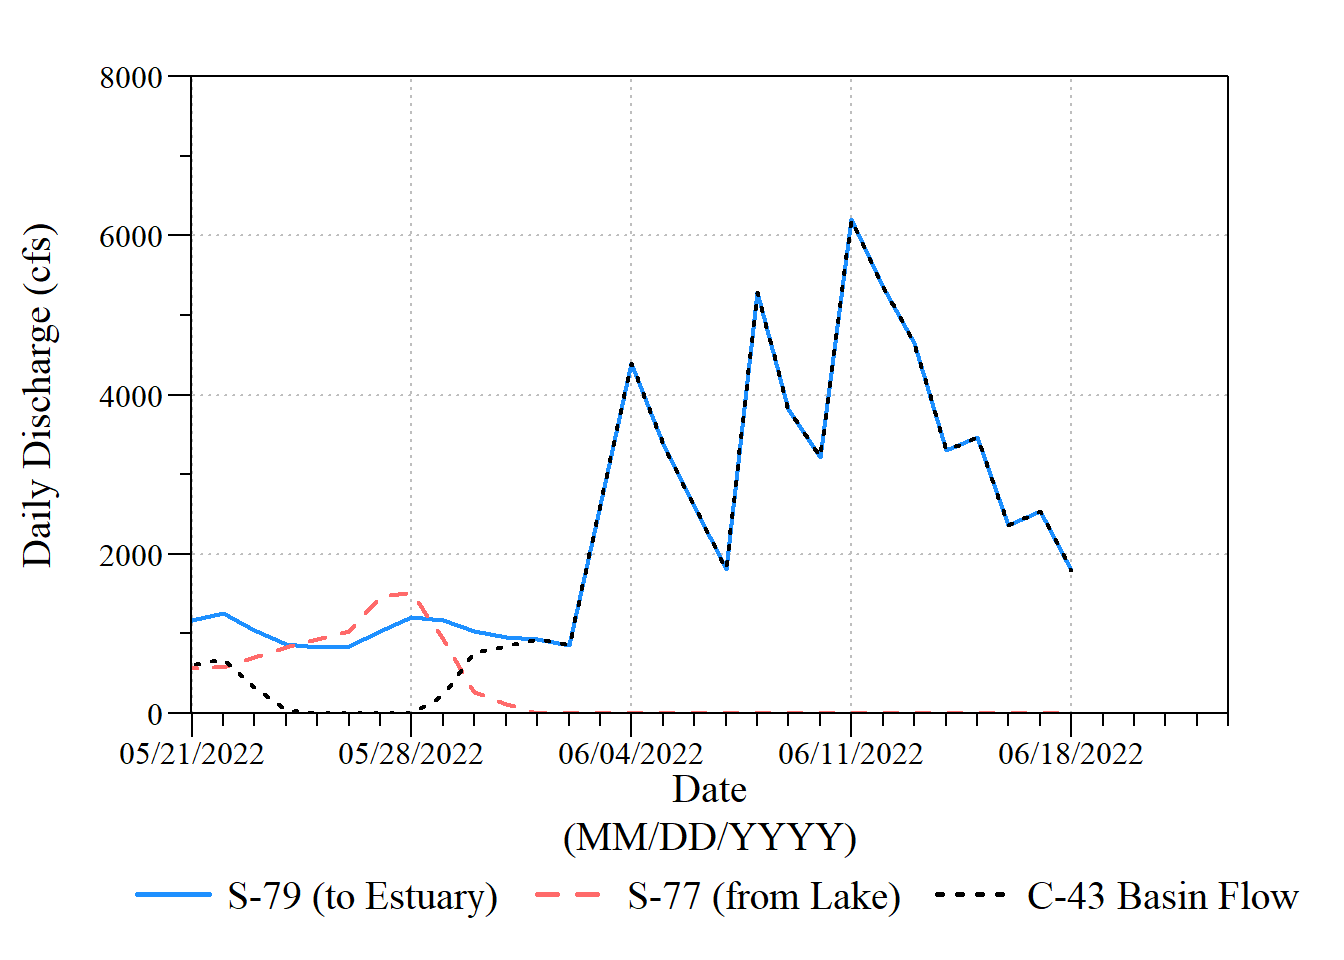 8000
6000
4000
2000
0
Daily Discharge (cfs)
05/21/2022 05/28/2022 06/04/2022 06/11/2022 06/18/2022
Date
(MM/DD/YYYY)
S-79 (to Estuary) S-77 (from Lake) C-43 Basin Flow